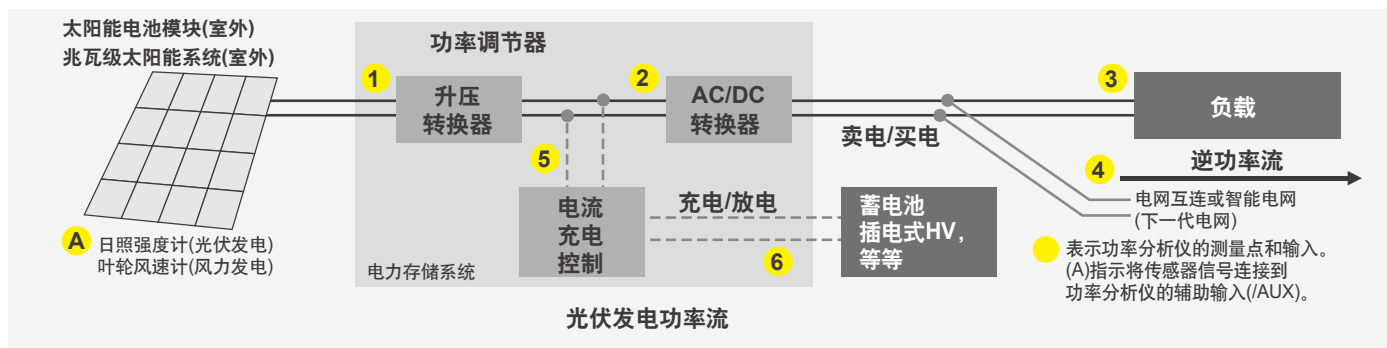 太阳能电池模块(室外)
兆瓦级太阳能系统(室外)
功率调节器
1
升压
转换器
2
AC/DC
转换器
3
负载
卖电/买电
4
逆功率流
5
电流
充电
控制
充电/放电
6
蓄电池
插电式HV，
等等
电网互连或智能电网
(下一代电网)
A
日照强度计(光伏发电)
叶轮风速计(风力发电)
电力存储系统
表示功率分析仪的测量点和输入。
(A)指示将传感器信号连接到
功率分析仪的辅助输入(/AUX)。
光伏发电功率流